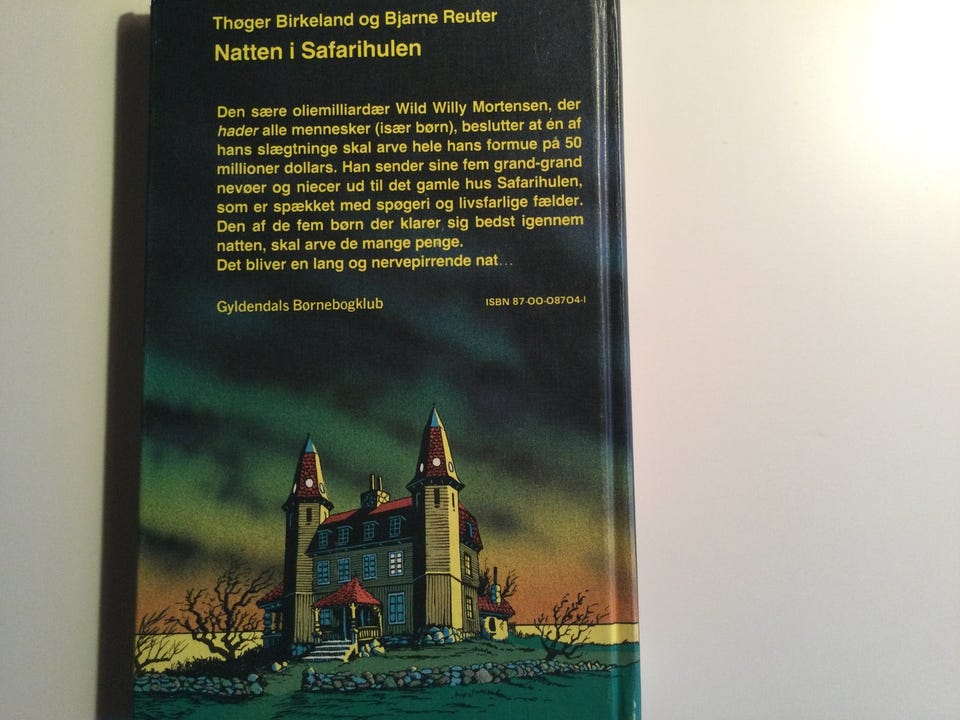 Thøger Birkeland og Bjarne Reuter
Natten i Safarihulen
Den sære oliemilliardær Wild Willy Mortensen, der
hader alle mennesker (især børn), beslutter at én af
hans slægtninge skal arve hele hans formue på 50
millioner dollars. Han sender sine fem grand-grand
nevøer og niecer ud til det gamle hus Safarihulen,
som er spækket med spøgeri og livsfarlige fælder.
Den af de fem børn der klarer sig bedst igennem
natten, skal arve de mange penge.
Det bliver en lang og nervepirrende nat...
Gyldendals Børnebogklub
ISBN 87-00-08704-1